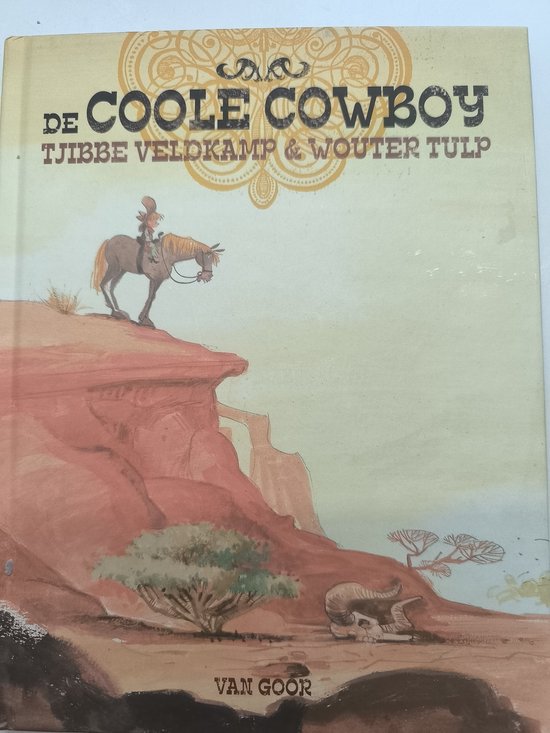 DE COOLE COWBOY
TJIBBE VELDKAMP & WOUTER TULP
VAN GOOR